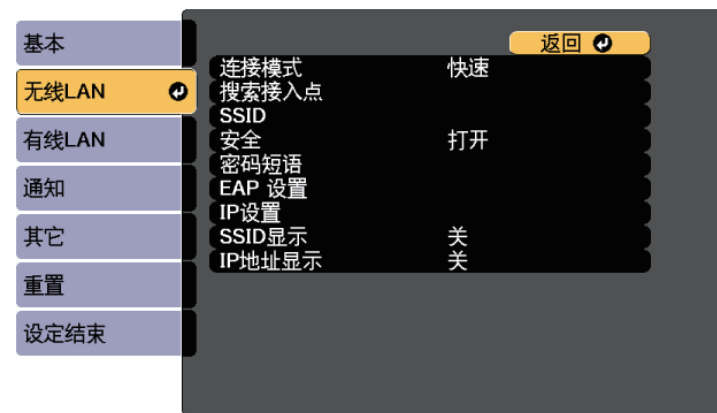 基本
无线LAN
有线LAN
通知
其它
重置
设定结束
返回
连接模式 快速
搜索接入点
SSID
安全 打开
密码短语
EAP 设置
IP设置
SSID显示 关
IP地址显示 关